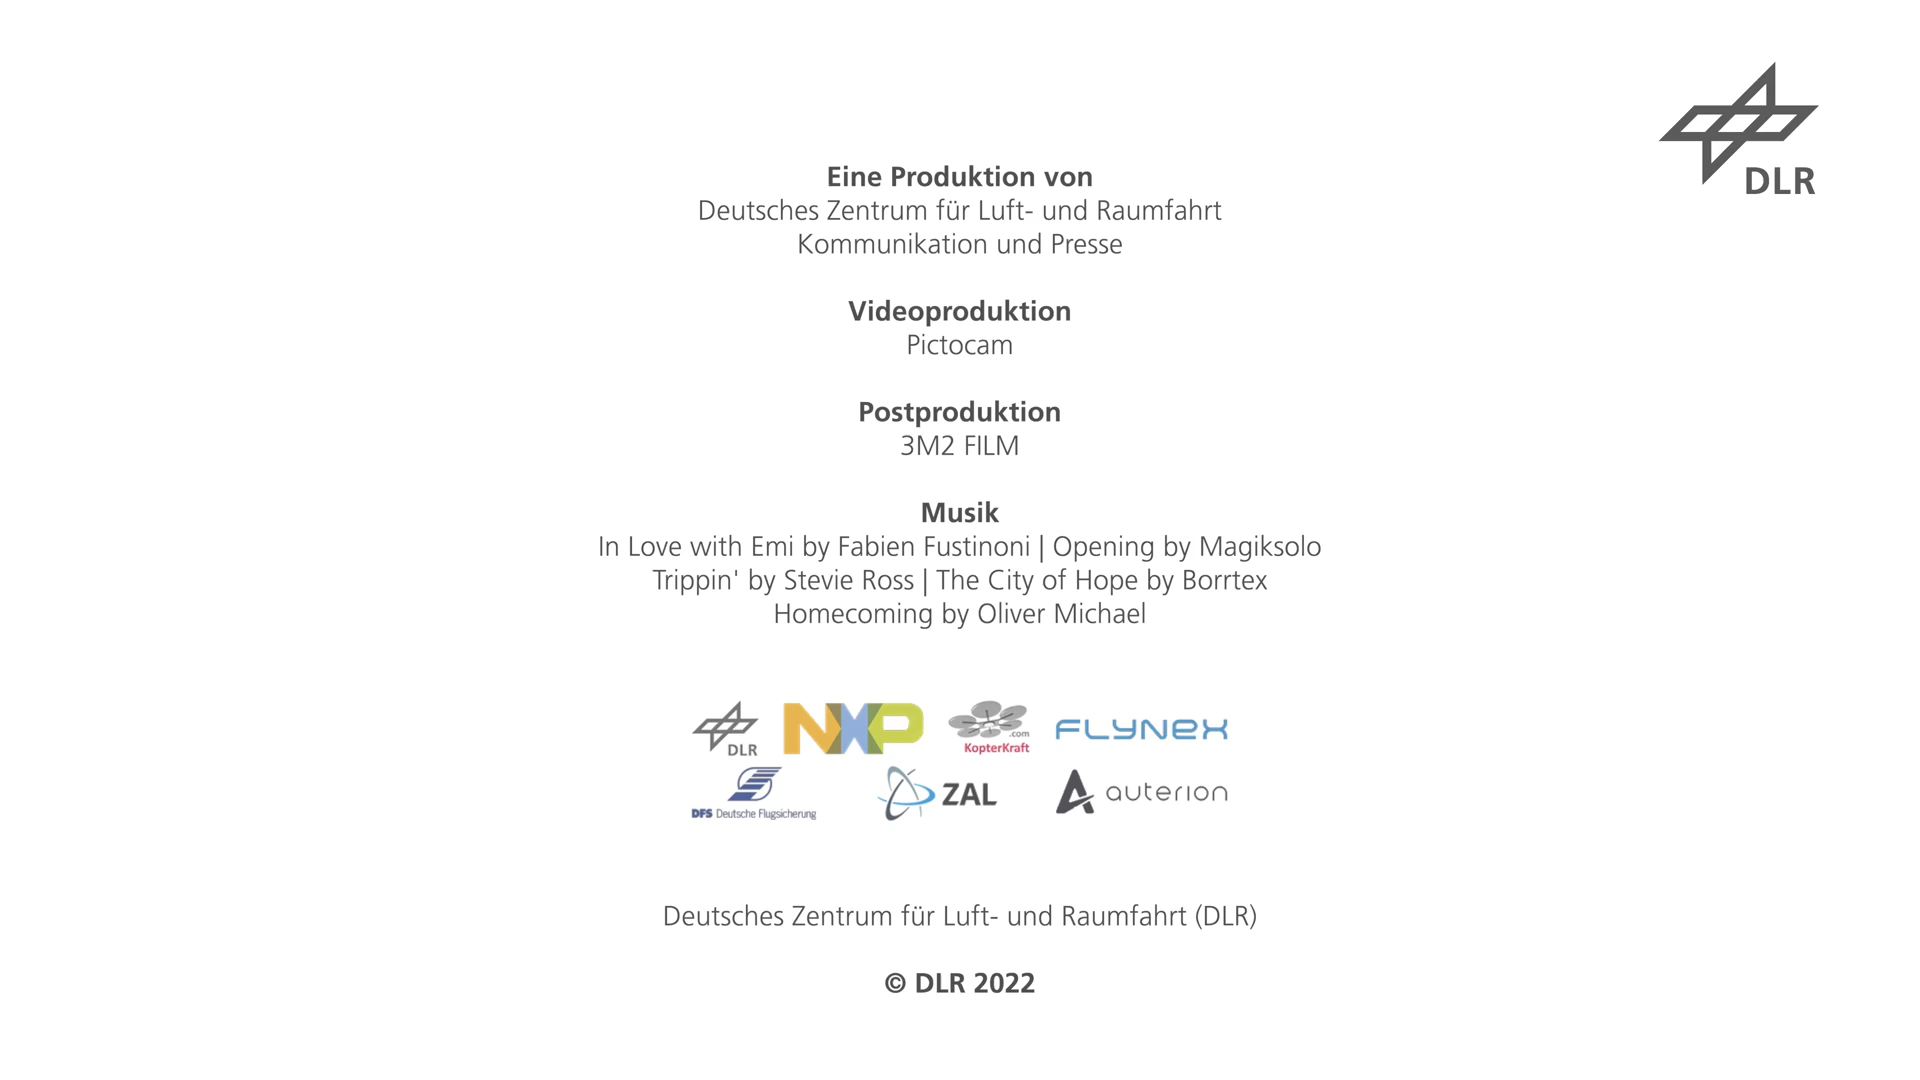 DLR
Eine Produktion von
Deutsches Zentrum für Luft- und Raumfahrt
Kommunikation und Presse
Videoproduktion
Pictocam
Postproduktion
3M2 FILM
Musik
In Love with Emi by Fabien Fustinoni | Opening by Magiksolo
Trippin' by Stevie Ross | The City of Hope by Borrtex
Homecoming by Oliver Michael
DLR NXP KopterKraft .com FLYNEX
DFS Deutsche Flugsicherung ZAL auterion
Deutsches Zentrum für Luft- und Raumfahrt (DLR)
© DLR 2022